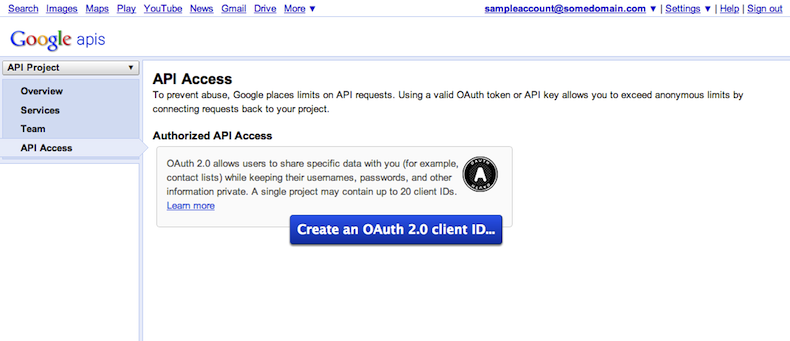 Search Images Maps Play YouTube News Gmail Drive More ▼ sampleaccount@somedomain.com ▼ | Settings ▼ | Help | Sign out
Google apis
API Project ▼
Overview
Services
Team
API Access
API Access
To prevent abuse, Google places limits on API requests. Using a valid OAuth token or API key allows you to exceed anonymous limits by
connecting requests back to your project.
Authorized API Access
OAuth 2.0 allows users to share specific data with you (for example,
contact lists) while keeping their usernames, passwords, and other
information private. A single project may contain up to 20 client IDs.
Learn more
OAUTH
A
Create an OAuth 2.0 client ID...